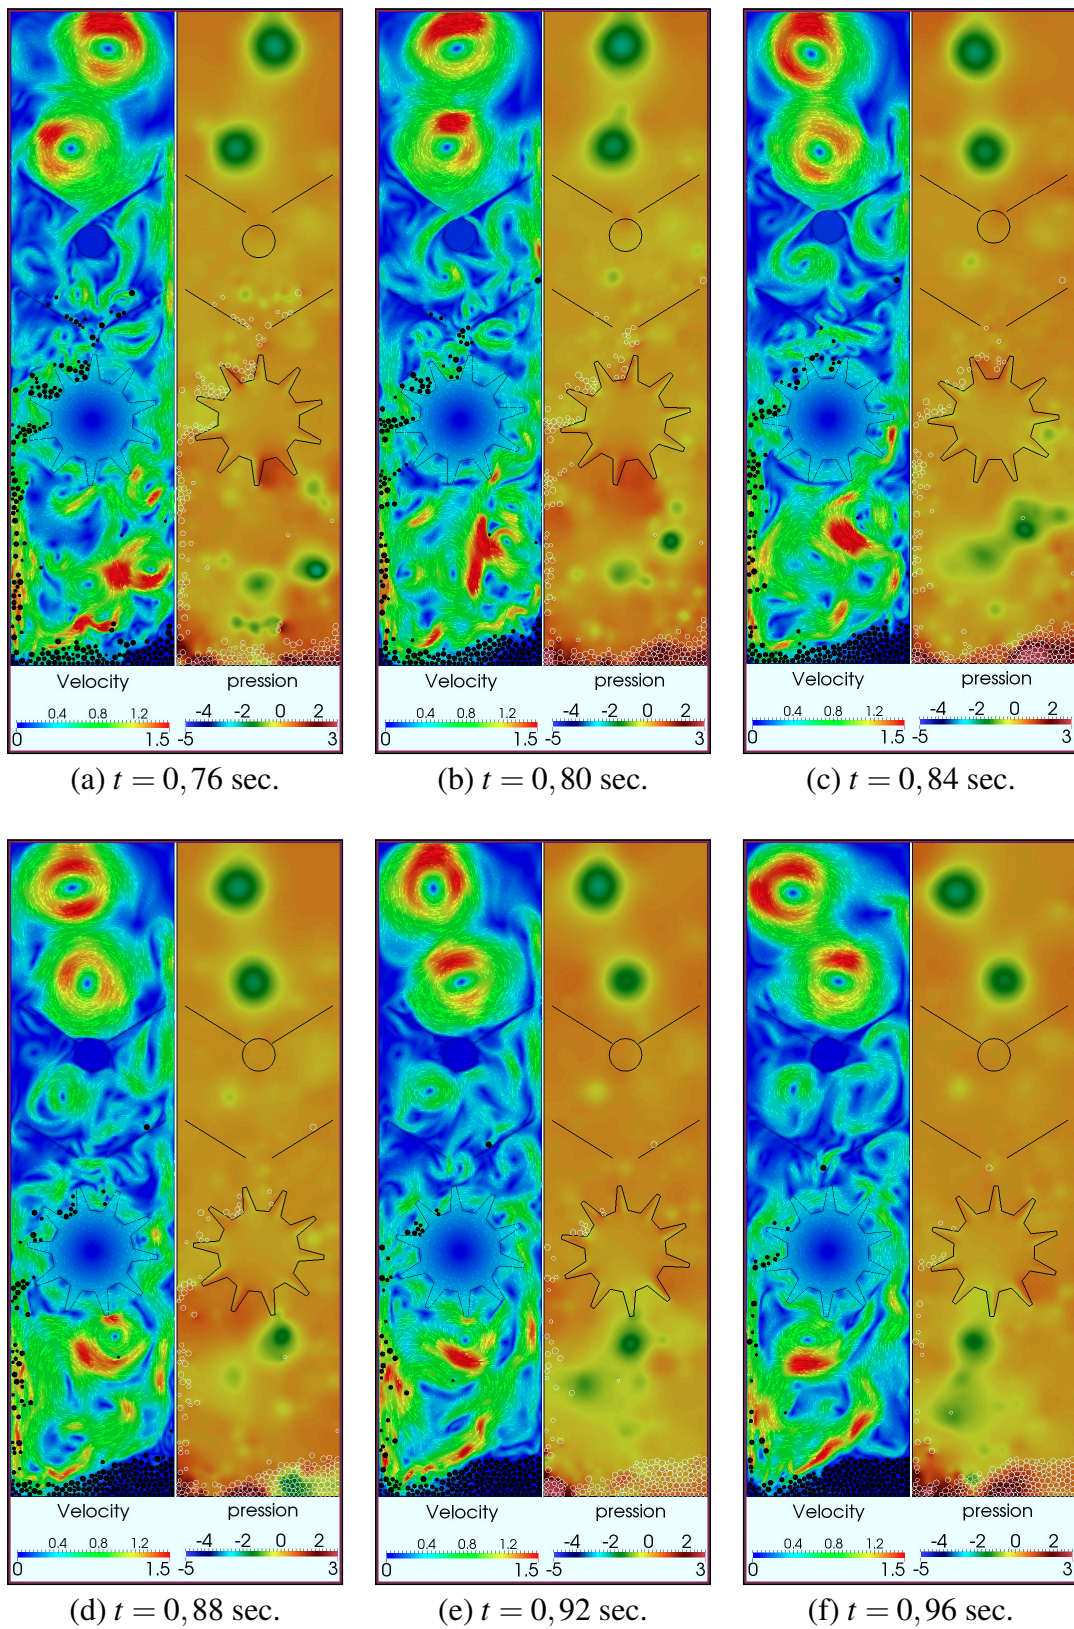 Velocity pression Velocity pression Velocity pression
0.4 0.8 1.2 -4 -2 0 2 0.4 0.8 1.2 -4 -2 0 2 0.4 0.8 1.2 -4 -2 0 2
0 1.5 -5 3 0 1.5 -5 3 0 1.5 -5 3
(a) t = 0, 76 sec. (b) t = 0, 80 sec. (c) t = 0, 84 sec.
Velocity pression Velocity pression Velocity pression
0.4 0.8 1.2 -4 -2 0 2 0.4 0.8 1.2 -4 -2 0 2 0.4 0.8 1.2 -4 -2 0 2
0 1.5 -5 3 0 1.5 -5 3 0 1.5 -5 3
(d) t = 0, 88 sec. (e) t = 0, 92 sec. (f) t = 0, 96 sec.